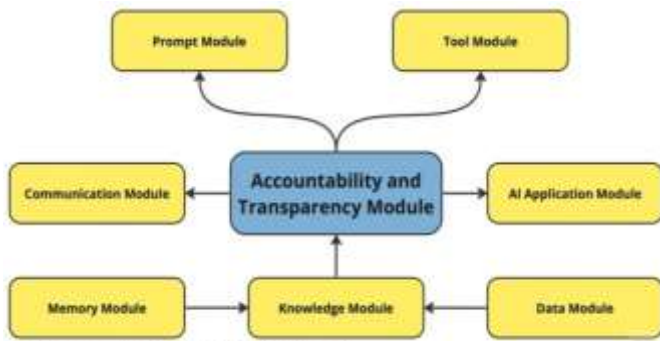 Prompt Module
Tool Module
Communication Module
Accountability and
Transparency Module
AI Application Module
Memory Module
Knowledge Module
Data Module